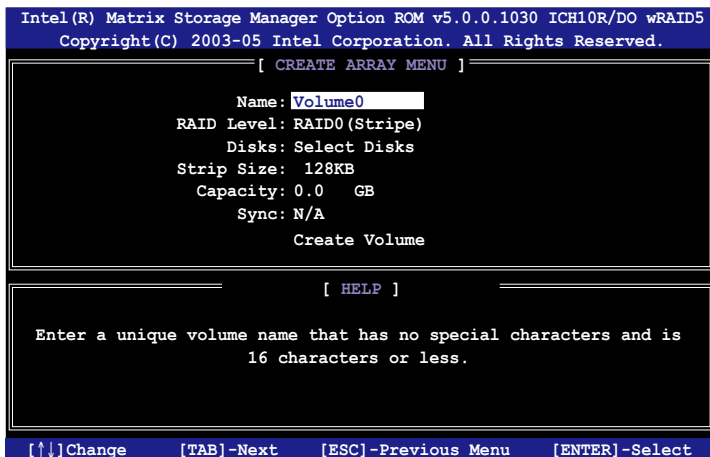 Intel(R) Matrix Storage Manager Option ROM v5.0.0.1030 ICH10R/DO wRAID5
Copyright(C) 2003-05 Intel Corporation. All Rights Reserved.
[ CREATE ARRAY MENU ]
Name: Volume0
RAID Level: RAID0(Stripe)
Disks: Select Disks
Strip Size: 128KB
Capacity: 0.0 GB
Sync: N/A
Create Volume
[ HELP ]
Enter a unique volume name that has no special characters and is
16 characters or less.
[↑↓]Change [TAB]-Next [ESC]-Previous Menu [ENTER]-Select